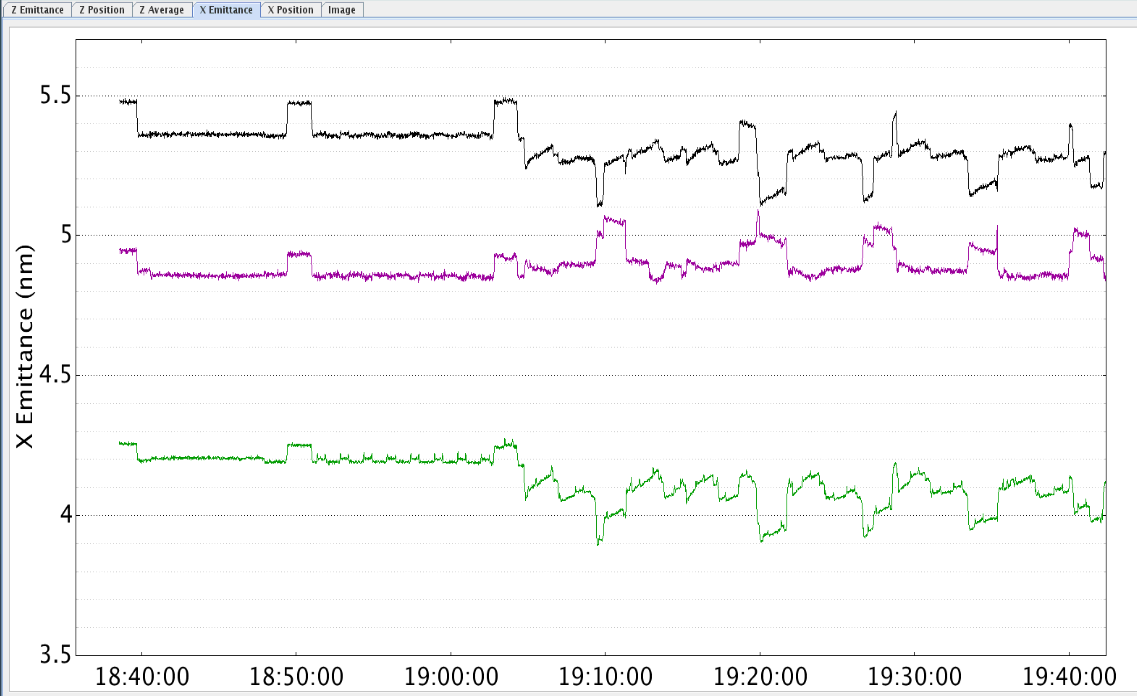 Z Emittance Z Position Z Average X Emittance X Position Image
5.5
5
4.5
4
3.5
X Emittance (nm)
18:40:00 18:50:00 19:00:00 19:10:00 19:20:00 19:30:00 19:40:00